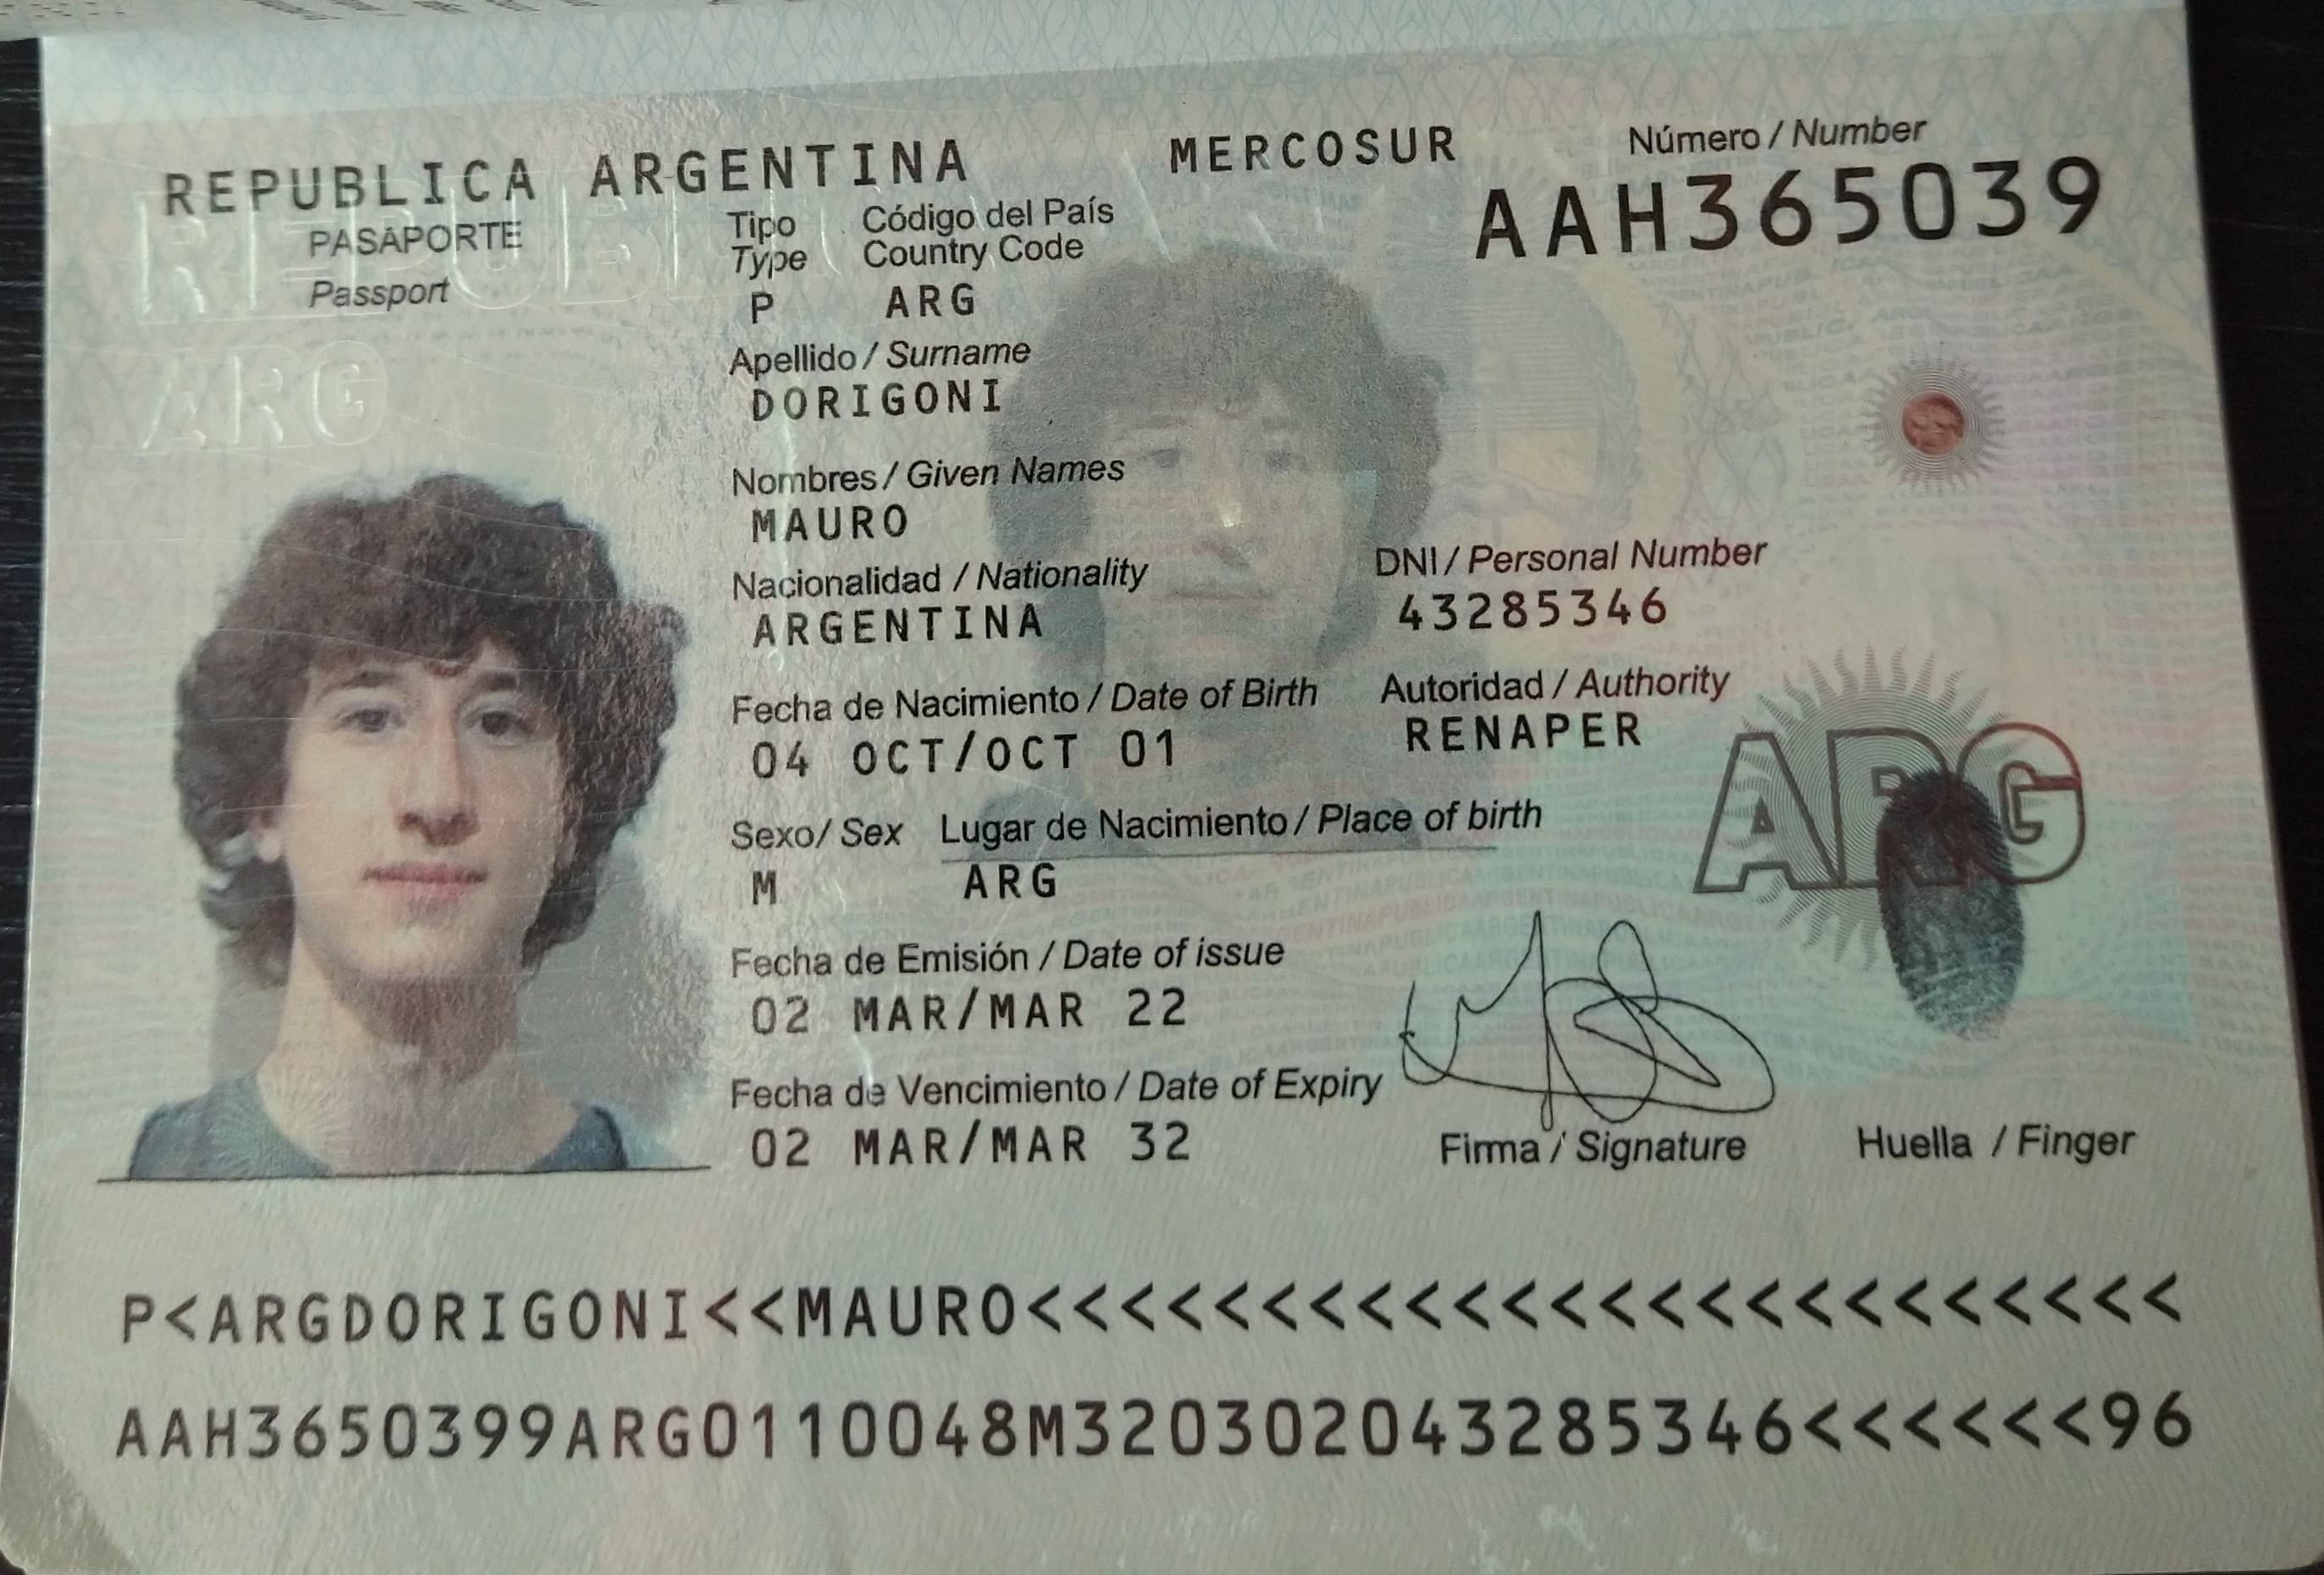 REPUBLICA ARGENTINA MERCOSUR Número / Number
AAH365039
PASAPORTE
Passport
Tipo Código del País
Type Country Code
P ARG
Apellido / Surname
DORIGONI
Nombres / Given Names
MAURO
Nacionalidad / Nationality
ARGENTINA
DNI / Personal Number
43285346
Fecha de Nacimiento / Date of Birth
04 OCT/OCT 01
Autoridad / Authority
RENAPER
Sexo/ Sex Lugar de Nacimiento / Place of birth
M ARG
ARG
Fecha de Emisión / Date of issue
02 MAR/MAR 22
Fecha de Vencimiento / Date of Expiry
02 MAR/MAR 32
Firma / Signature Huella / Finger
P<ARGDORIGONI<<MAURO<<<<<<<<<<<<<<<<<<<<<<<<
AAH3650399ARG0110048M320302043285346<<<<<<96